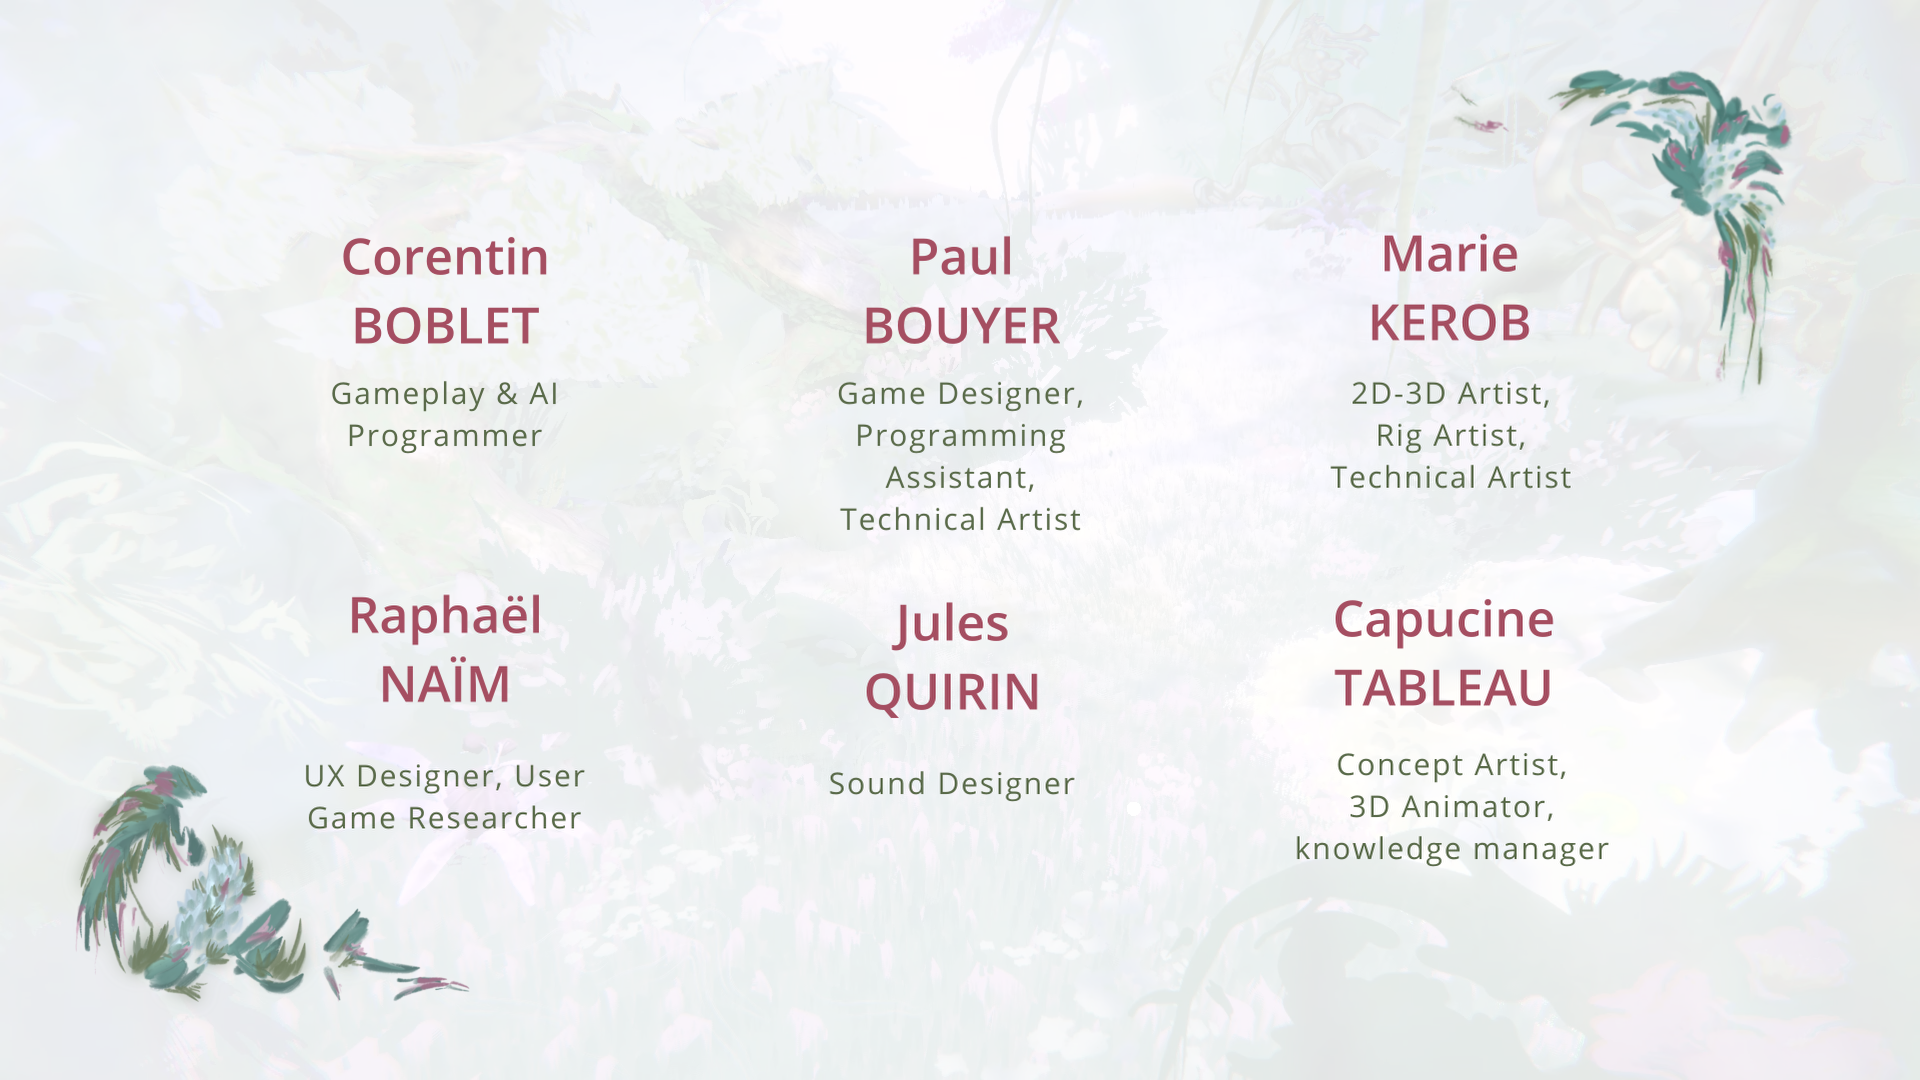 Corentin
BOBLET
Gameplay & AI
Programmer
Paul
BOUYER
Game Designer,
Programming
Assistant,
Technical Artist
Marie
KEROB
2D-3D Artist,
Rig Artist,
Technical Artist
Raphaël
NAÏM
UX Designer, User
Game Researcher
Jules
QUIRIN
Sound Designer
Capucine
TABLEAU
Concept Artist,
3D Animator,
knowledge manager